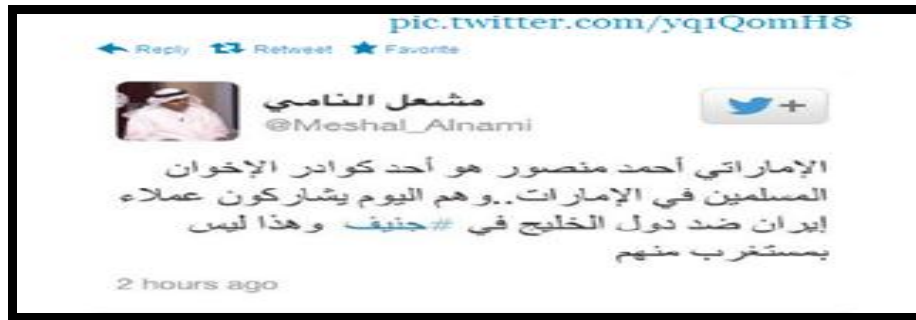 pic.twitter.com/yq1QomH8
Reply Retweet Favorite
مشعل النامي
@Meshal_Alnami
الإماراتي أحمد منصور هو أحد كوادر الإخوان
المسلمين في الإمارات..وهم اليوم يشاركون عملاء
إيران ضد دول الخليج في #جنيف وهذا ليس
بمستغرب منهم
2 hours ago